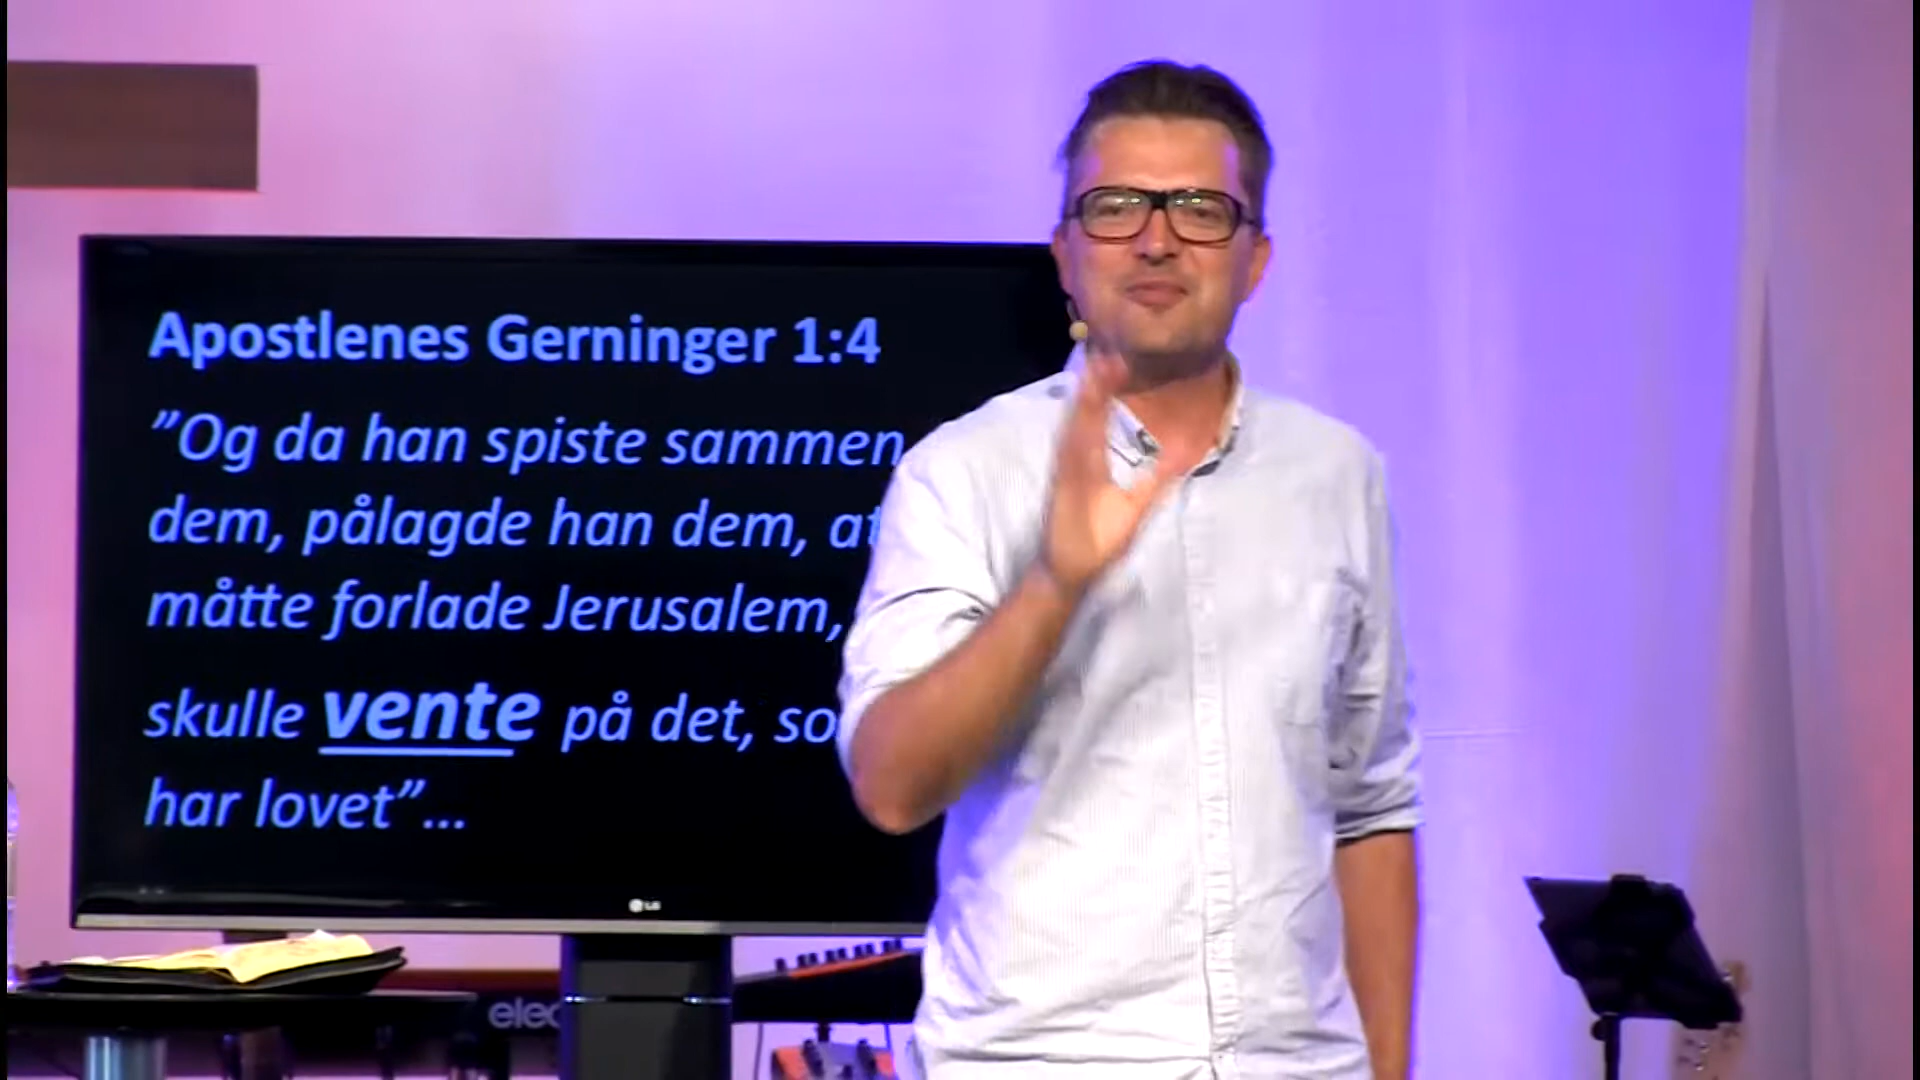 Apostlenes Gerninger 1:4
”Og da han spiste sammen
dem, pålagde han dem, at
måtte forlade Jerusalem,
skulle vente på det,
har lovet”...
LG